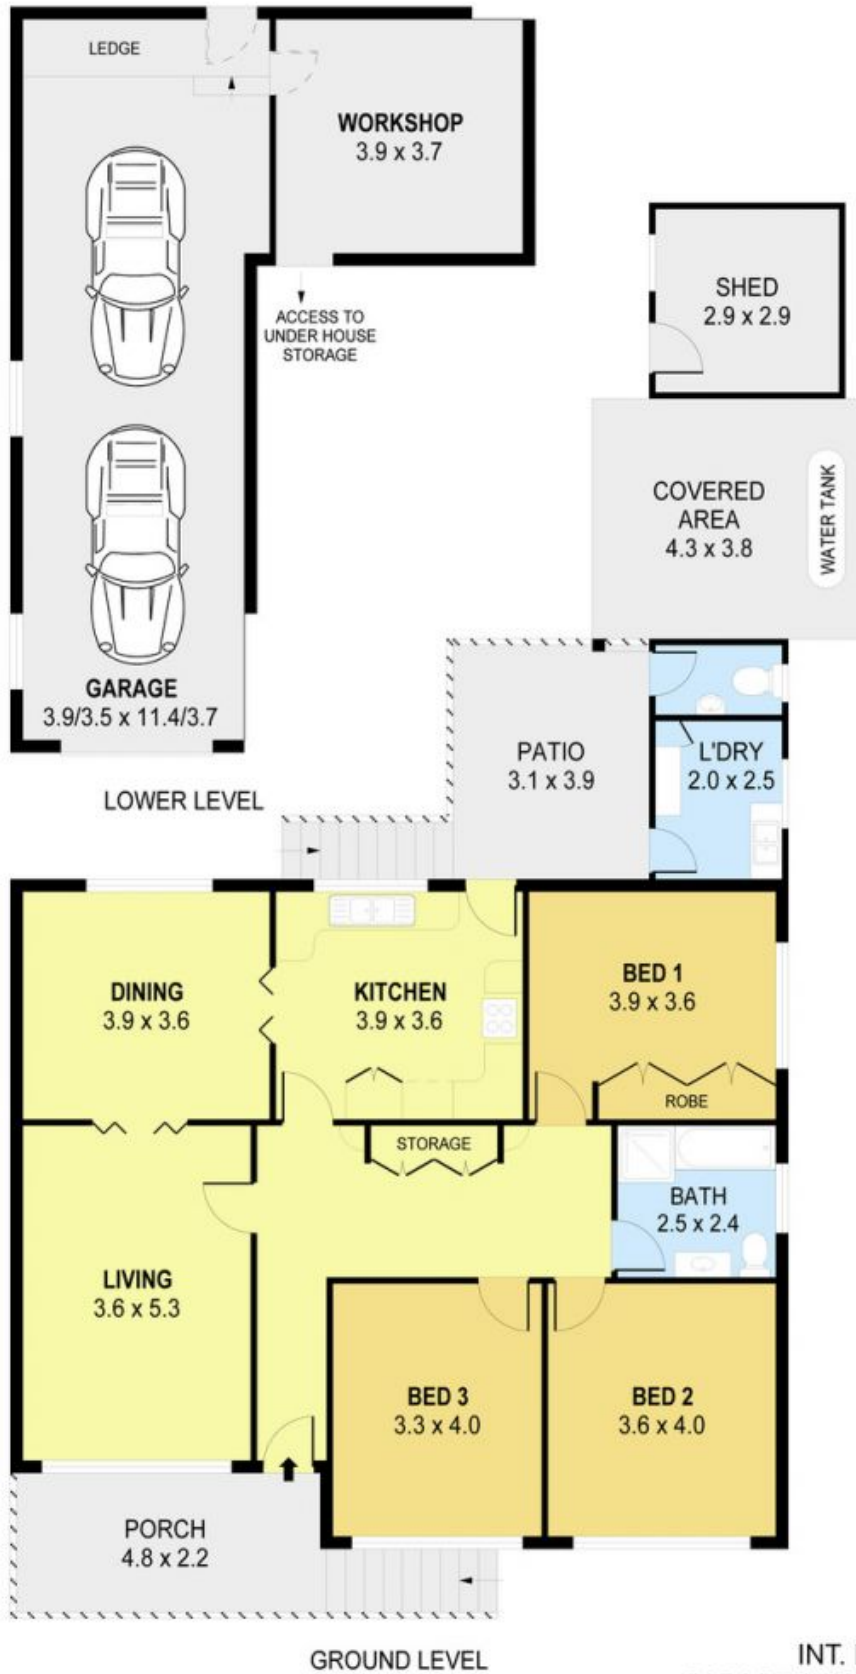 LEDGE
WORKSHOP
3.9 x 3.7
ACCESS TO
UNDER HOUSE
STORAGE
SHED
2.9 x 2.9
COVERED
AREA
4.3 x 3.8
WATER TANK
GARAGE
3.9/3.5 x 11.4/3.7
LOWER LEVEL
PATIO
3.1 x 3.9
L'DRY
2.0 x 2.5
DINING
3.9 x 3.6
KITCHEN
3.9 x 3.6
BED 1
3.9 x 3.6
ROBE
STORAGE
BATH
2.5 x 2.4
LIVING
3.6 x 5.3
BED 3
3.3 x 4.0
BED 2
3.6 x 4.0
PORCH
4.8 x 2.2
GROUND LEVEL
INT.